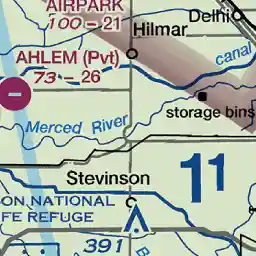 AIRPARK
100 – 21
Delhi
Hilmar
AHLEM (Pvt)
73 – 26
canal
storage bins
Merced River
11
Stevinson
ON NATIONAL
FE REFUGE
391